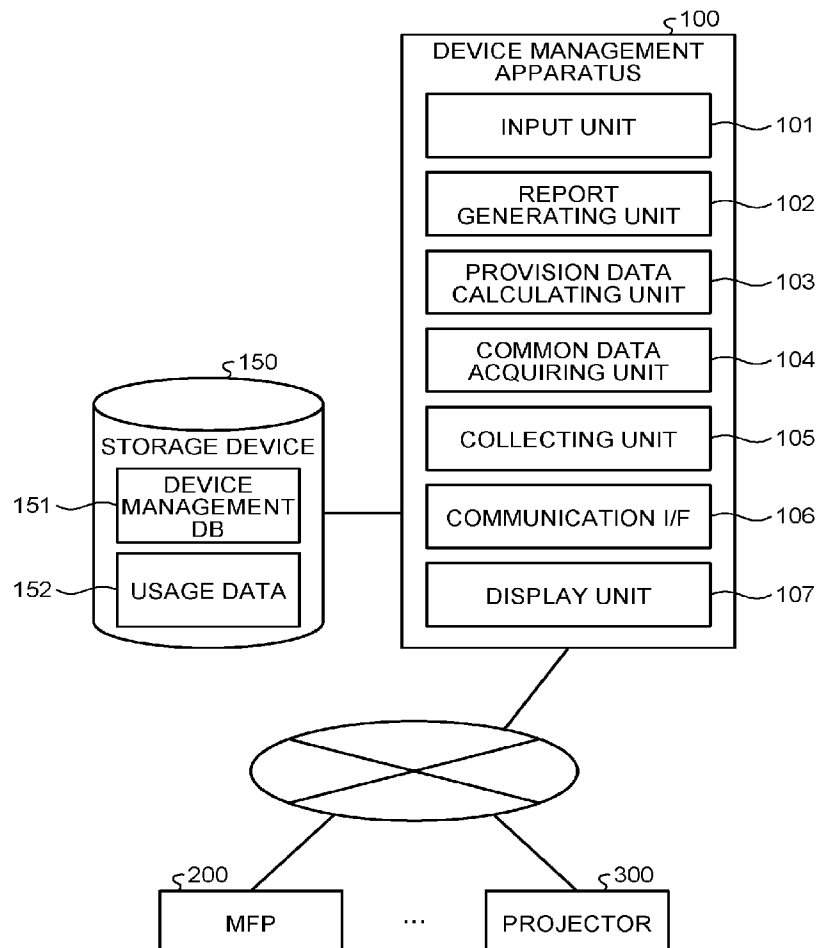 100
DEVICE MANAGEMENT
APPARATUS
INPUT UNIT
101
REPORT
GENERATING UNIT
102
PROVISION DATA
CALCULATING UNIT
103
COMMON DATA
ACQUIRING UNIT
104
COLLECTING UNIT
105
COMMUNICATION I/F
106
DISPLAY UNIT
107
150
STORAGE DEVICE
151
DEVICE
MANAGEMENT
DB
152
USAGE DATA
200
MFP
...
300
PROJECTOR